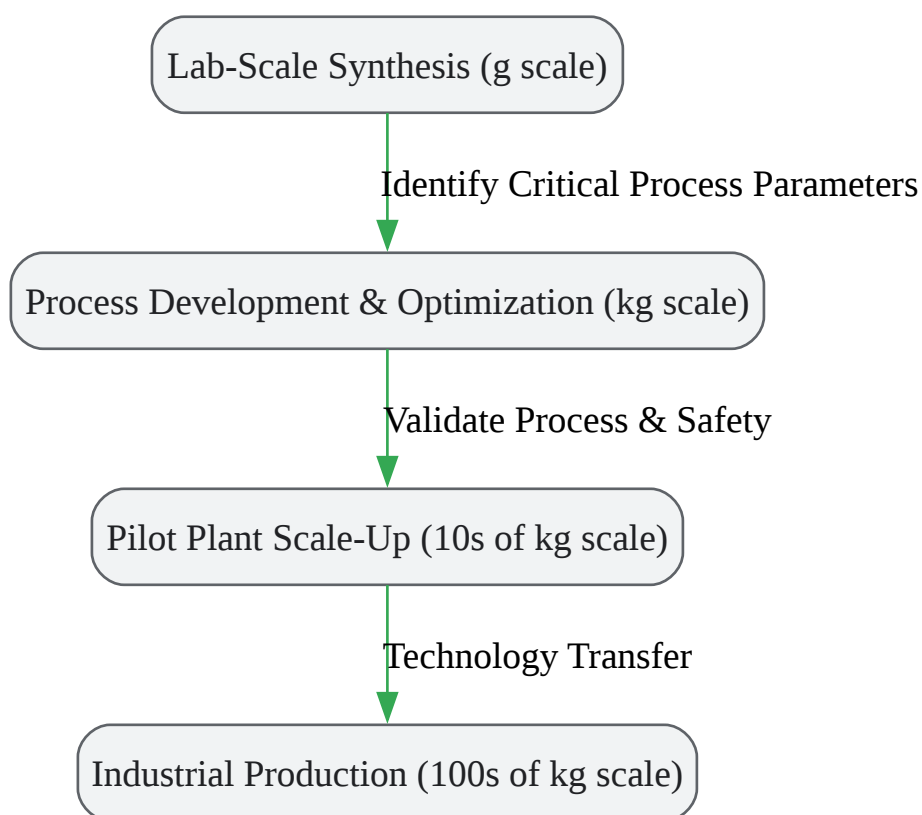 Lab-Scale Synthesis (g scale)
Identify Critical Process Parameters
Process Development & Optimization (kg scale)
Validate Process & Safety
Pilot Plant Scale-Up (10s of kg scale)
Technology Transfer
Industrial Production (100s of kg scale)